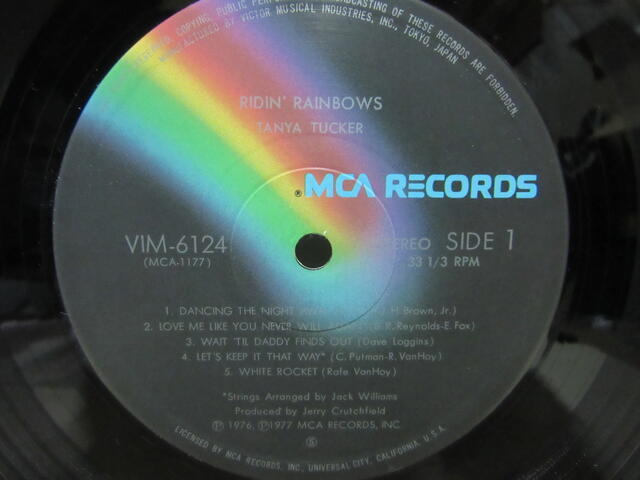 COPYING, PUBLIC PERFORMANCE BROADCASTING OF THESE RECORDS ARE FORBIDDEN.
MANUFACTURED BY VICTOR MUSICAL INDUSTRIES, INC. TOKYO, JAPAN
RIDIN' RAINBOWS
TANYA TUCKER
® MCA RECORDS
VIM-6124
(MCA-1177)
STEREO SIDE 1
33 1/3 RPM
1. DANCING THE NIGHT AWAY H. Brown, Jr.)
2. LOVE ME LIKE YOU NEVER WILL R. Reynolds-E. Fox)
3. WAIT 'TIL DADDY FINDS OUT (Dave Loggins)
4. LET'S KEEP IT THAT WAY* (C. Putman-R. VanHoy)
5. WHITE ROCKET (Rafe VanHoy)
*Strings Arranged by Jack Williams
Produced by Jerry Crutchfield
℗ 1976, ℗1977 MCA RECORDS, INC.
Ⓢ
LICENSED BY MCA RECORDS, INC., UNIVERSAL CITY, CALIFORNIA, U.S.A.